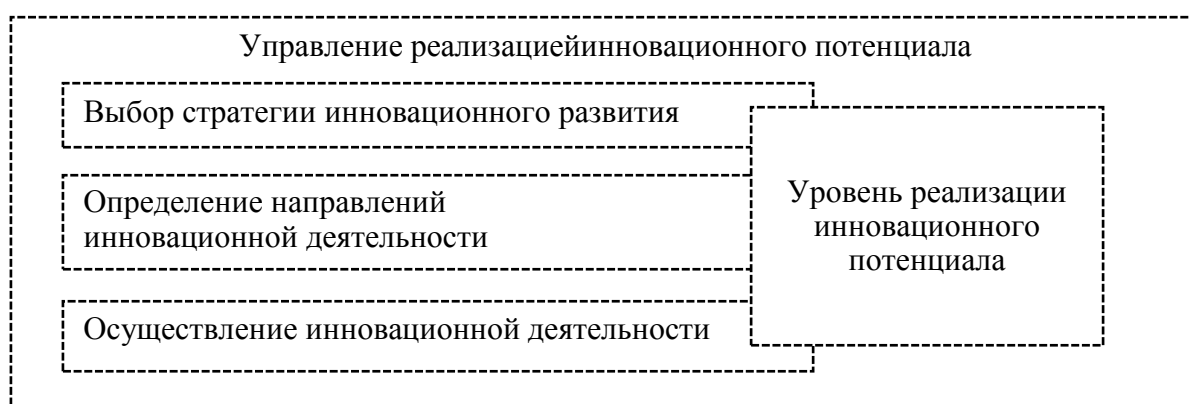 Управление реализациейинновационного потенциала
Выбор стратегии инновационного развития
Определение направлений
инновационной деятельности
Осуществление инновационной деятельности
Уровень реализации
инновационного
потенциала